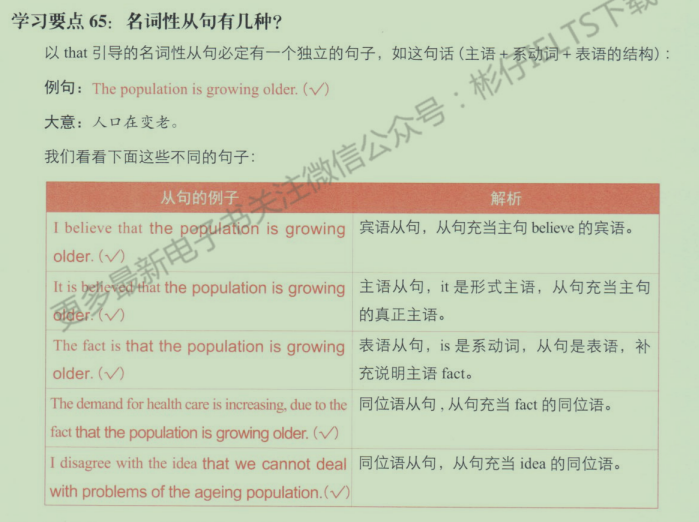 学习要点 65：名词性从句有几种？
以 that 引导的名词性从句必定有一个独立的句子，如这句话（主语 + 系动词 + 表语的结构）：
例句：The population is growing older. (✓)
大意：人口在变老。
我们看看下面这些不同的句子：
从句的例子 解析
I believe that the population is growing
older. (✓)
宾语从句，从句充当主句 believe 的宾语。
It is believed that the population is growing
older. (✓)
主语从句，it 是形式主语，从句充当主句
的真正主语。
The fact is that the population is growing
older. (✓)
表语从句，is 是系动词，从句是表语，补
充说明主语 fact。
The demand for health care is increasing, due to the
fact that the population is growing older. (✓)
同位语从句，从句充当 fact 的同位语。
I disagree with the idea that we cannot deal
with problems of the ageing population.(✓)
同位语从句，从句充当 idea 的同位语。
更多最新电子书关注微信公众号：彬仔IELTS下载